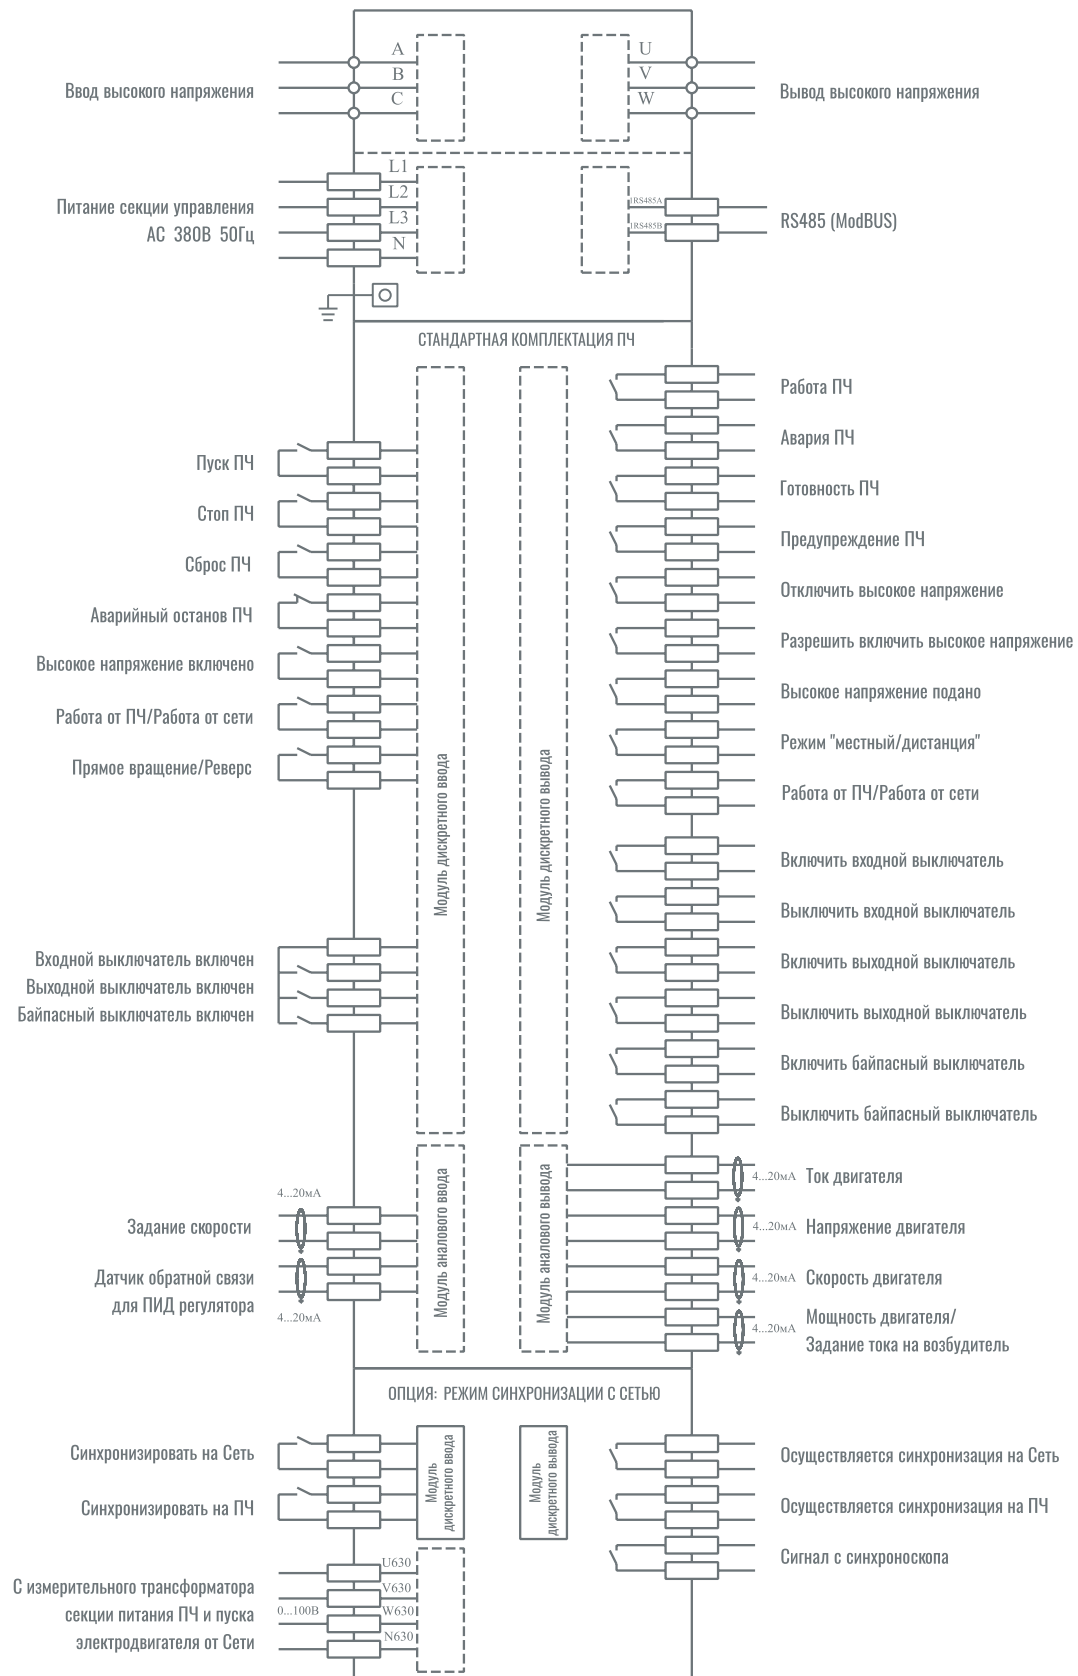 A
B
C
Ввод высокого напряжения
U
V
W
Вывод высокого напряжения
L1
L2
L3
N
Питание секции управления
АС 380В 50Гц
1RS485A
1RS485B
RS485 (ModBUS)
СТАНДАРТНАЯ КОМПЛЕКТАЦИЯ ПЧ
Пуск ПЧ
Стоп ПЧ
Сброс ПЧ
Аварийный останов ПЧ
Высокое напряжение включено
Работа от ПЧ/Работа от сети
Прямое вращение/Реверс
Входной выключатель включен
Выходной выключатель включен
Байпасный выключатель включен
Модуль дискретного ввода
Модуль дискретного вывода
Работа ПЧ
Авария ПЧ
Готовность ПЧ
Предупреждение ПЧ
Отключить высокое напряжение
Разрешить включить высокое напряжение
Высокое напряжение подано
Режим "местный/дистанция"
Работа от ПЧ/Работа от сети
Включить входной выключатель
Выключить входной выключатель
Включить выходной выключатель
Выключить выходной выключатель
Включить байпасный выключатель
Выключить байпасный выключатель
4...20мА
Задание скорости
Датчик обратной связи
для ПИД регулятора
4...20мА
Модуль аналового ввода
Модуль аналового вывода
4...20мА
Ток двигателя
4...20мА
Напряжение двигателя
4...20мА
Скорость двигателя
4...20мА
Мощность двигателя/
Задание тока на возбудитель
ОПЦИЯ: РЕЖИМ СИНХРОНИЗАЦИИ С СЕТЬЮ
Синхронизировать на Сеть
Синхронизировать на ПЧ
Модуль
дискретного ввода
Модуль
дискретного вывода
Осуществляется синхронизация на Сеть
Осуществляется синхронизация на ПЧ
Сигнал с синхроноскопа
U630
V630
W630
N630
С измерительного трансформатора
секции питания ПЧ и пуска
электродвигателя от Сети
0...100В